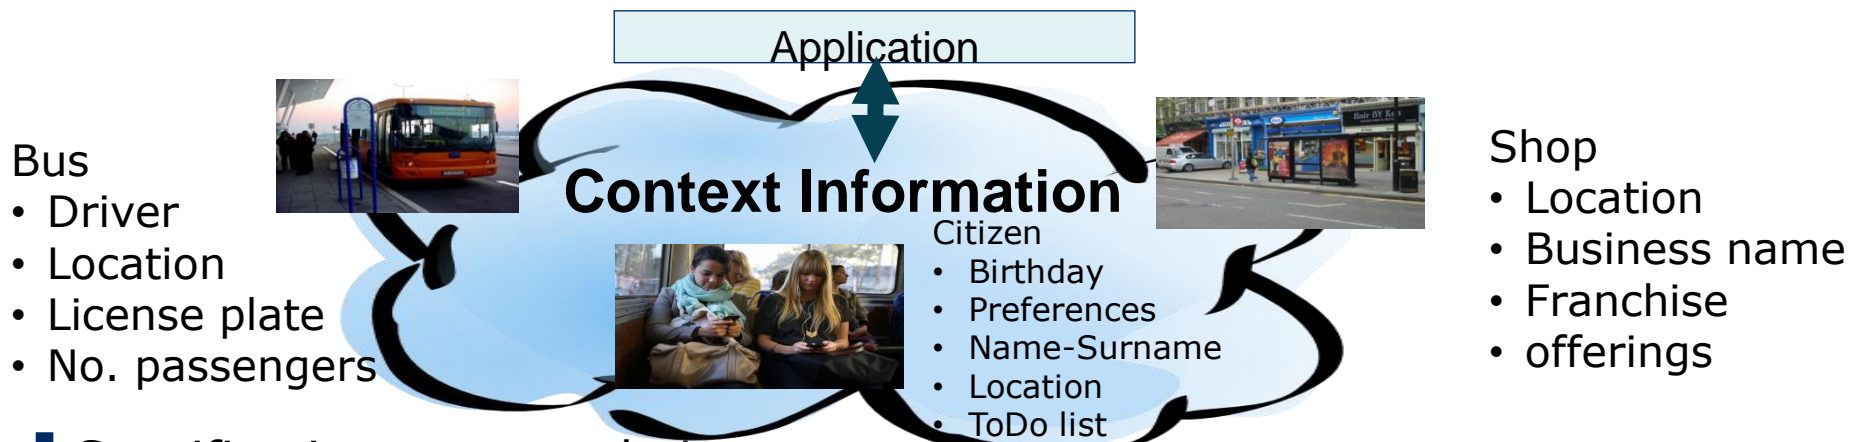 Application
Bus
• Driver
• Location
• License plate
• No. passengers
Context Information
Citizen
• Birthday
• Preferences
• Name-Surname
• Location
• ToDo list
Shop
• Location
• Business name
• Franchise
• offerings